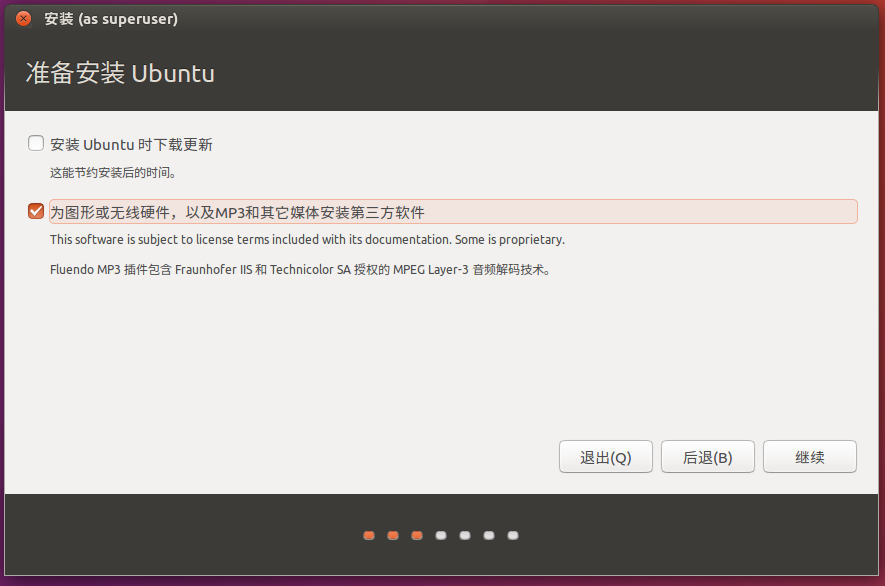 安装 (as superuser)
准备安装 Ubuntu
安装 Ubuntu 时下载更新
这能节约安装后的时间。
为图形或无线硬件，以及MP3和其它媒体安装第三方软件
This software is subject to license terms included with its documentation. Some is proprietary.
Fluendo MP3 插件包含 Fraunhofer IIS 和 Technicolor SA 授权的 MPEG Layer-3 音频解码技术。
退出(Q) 后退(B) 继续